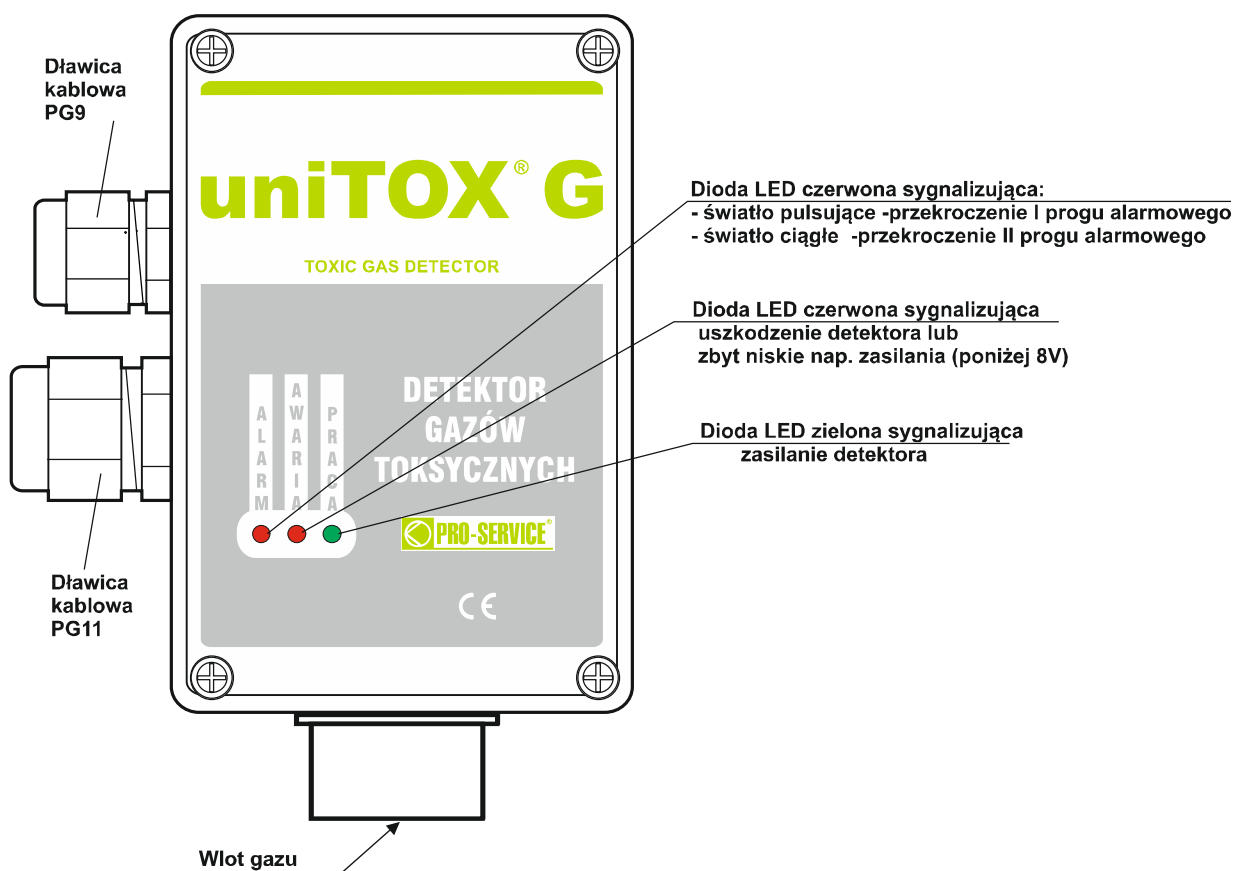 Dławica
kablowa
PG9
uniTOX® G
TOXIC GAS DETECTOR
Dioda LED czerwona sygnalizująca:
- światło pulsujące -przekroczenie I progu alarmowego
- światło ciągłe -przekroczenie II progu alarmowego
Dioda LED czerwona sygnalizująca
uszkodzenie detektora lub
zbyt niskie nap. zasilania (poniżej 8V)
Dioda LED zielona sygnalizująca
zasilanie detektora
ALARM
AWARIA
PRACA
DETEKTOR
GAZÓW
TOKSYCZNYCH
PRO-SERVICE®
CE
Dławica
kablowa
PG11
Wlot gazu